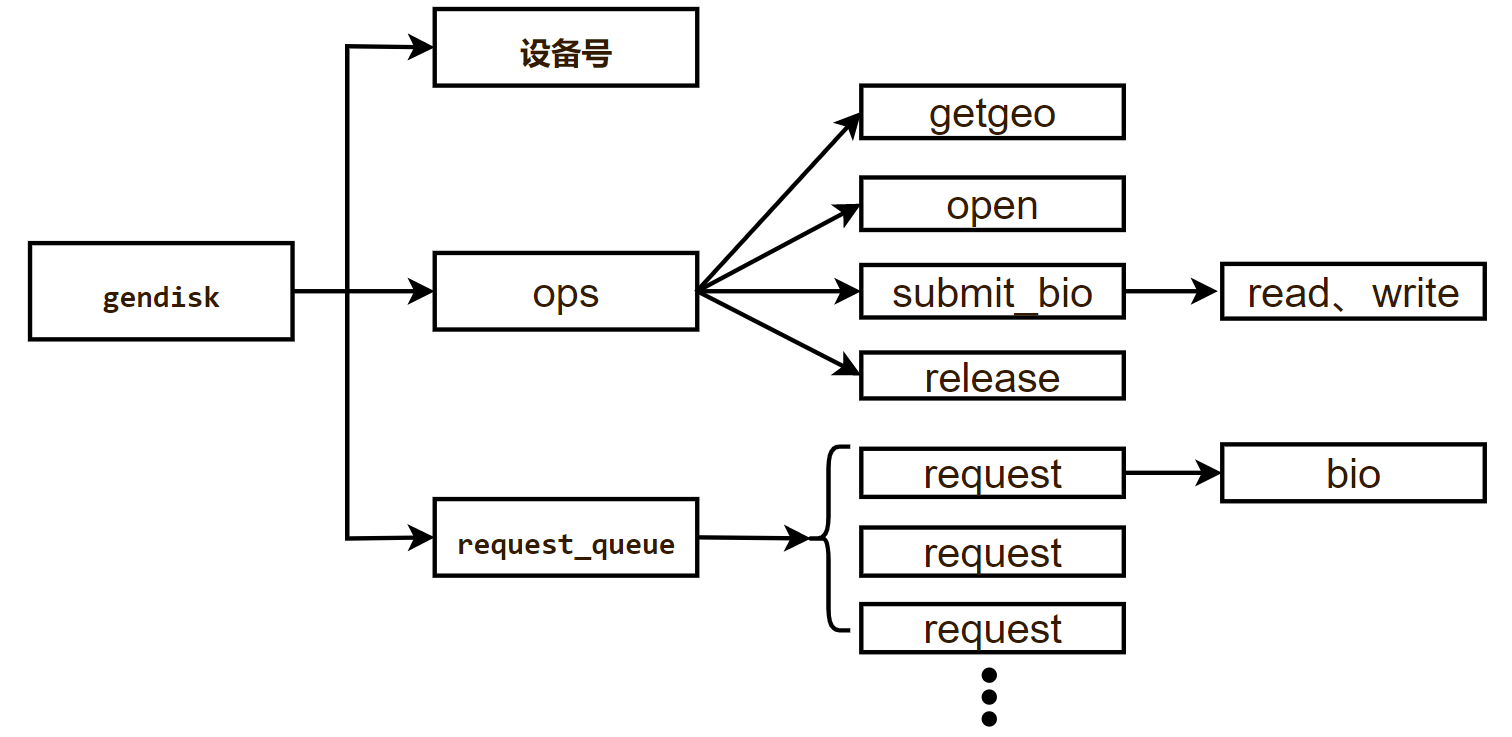 设备号
getgeo
open
gendisk
ops
submit_bio
read、write
release
request
bio
request_queue
request
request